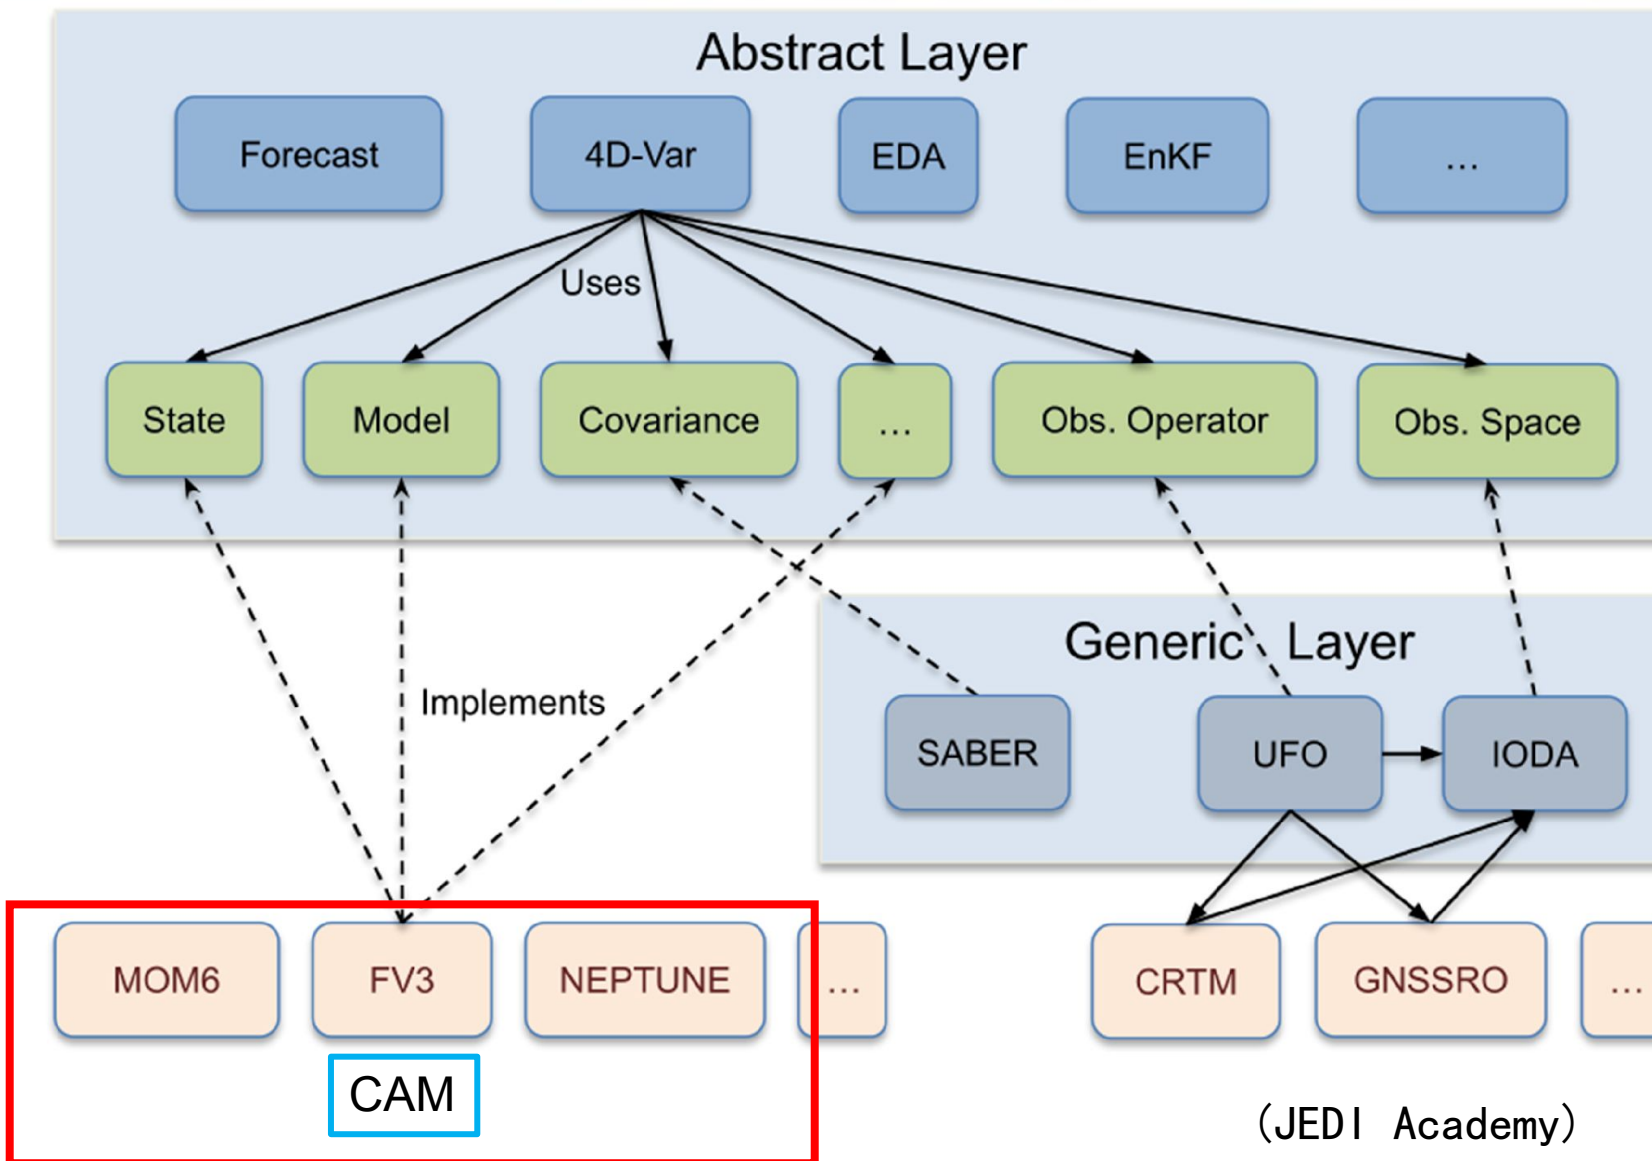 Abstract Layer
Forecast
4D-Var
EDA
EnKF
...
Uses
State
Model
Covariance
...
Obs. Operator
Obs. Space
Generic Layer
Implements
SABER
UFO
IODA
MOM6
FV3
NEPTUNE
...
CRTM
GNSSRO
...
CAM
(JEDI Academy)